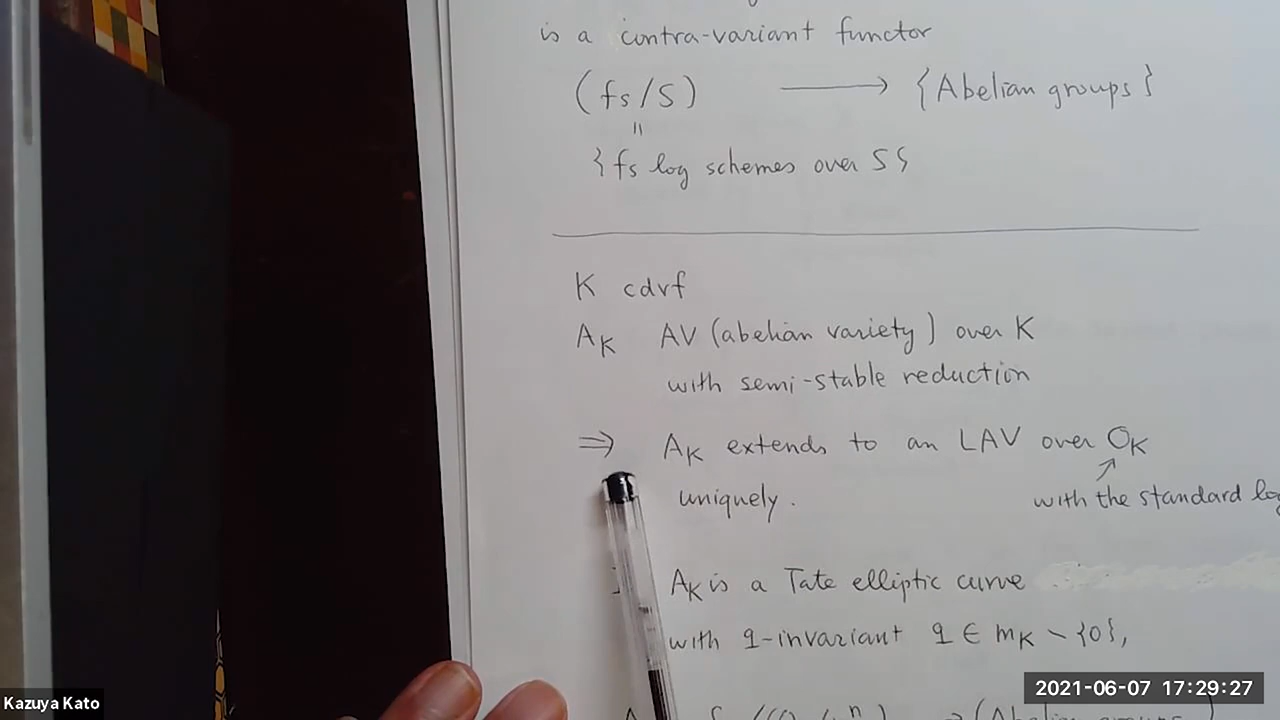 is a contra-variant functor
(fs/S) ⟶ {Abelian groups}
=
{fs log schemes over S}
K cdvf
A_K AV (abelian variety) over K
with semi-stable reduction
⇒ A_K extends to an LAV over O_K
uniquely. with the standard
A_K is a Tate elliptic curve
with q-invariant q ∈ m_K \ {0},
(Abelian groups
Kazuya Kato
2021-06-07 17:29:27